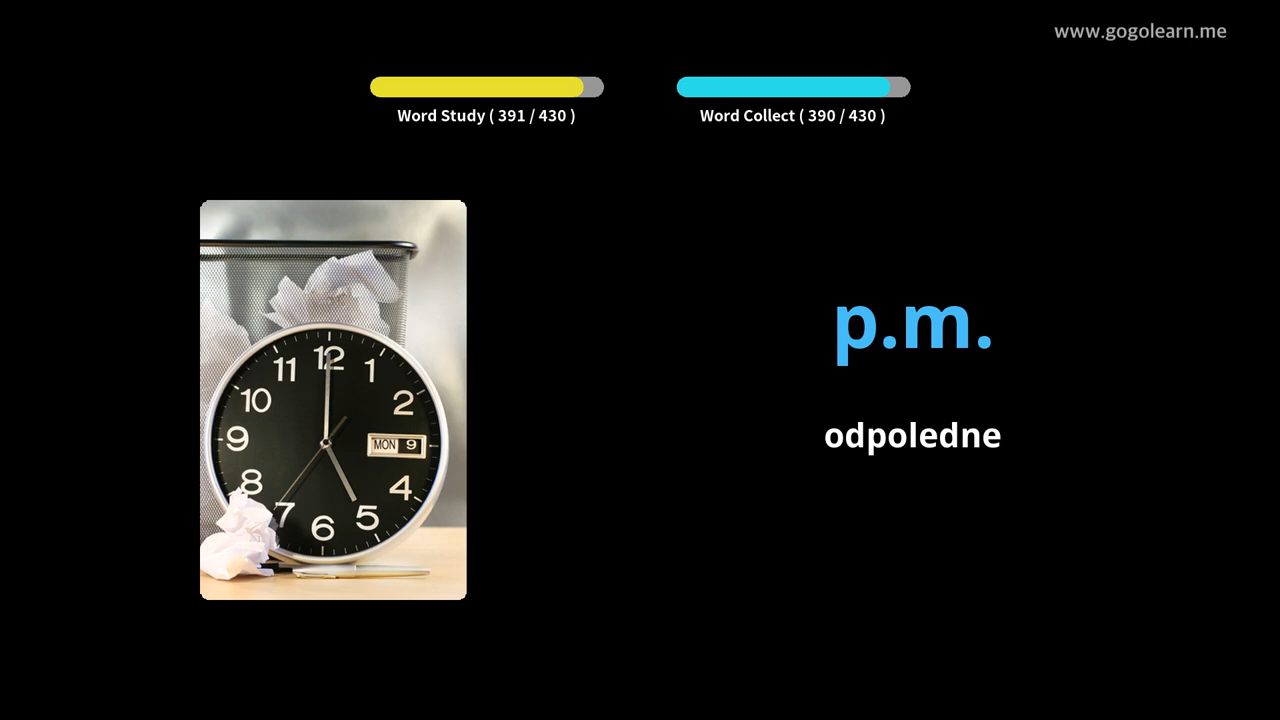 www.gogolearn.me
Word Study ( 391 / 430 )
Word Collect ( 390 / 430 )
12
11
1
10
2
9
MON 9
8
4
7
5
6
p.m.
odpoledne